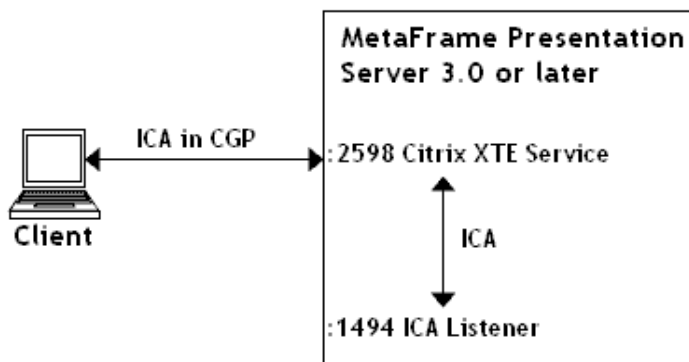 MetaFrame Presentation
Server 3.0 or later
ICA in CGP
:2598 Citrix XTE Service
Client
ICA
:1494 ICA Listener